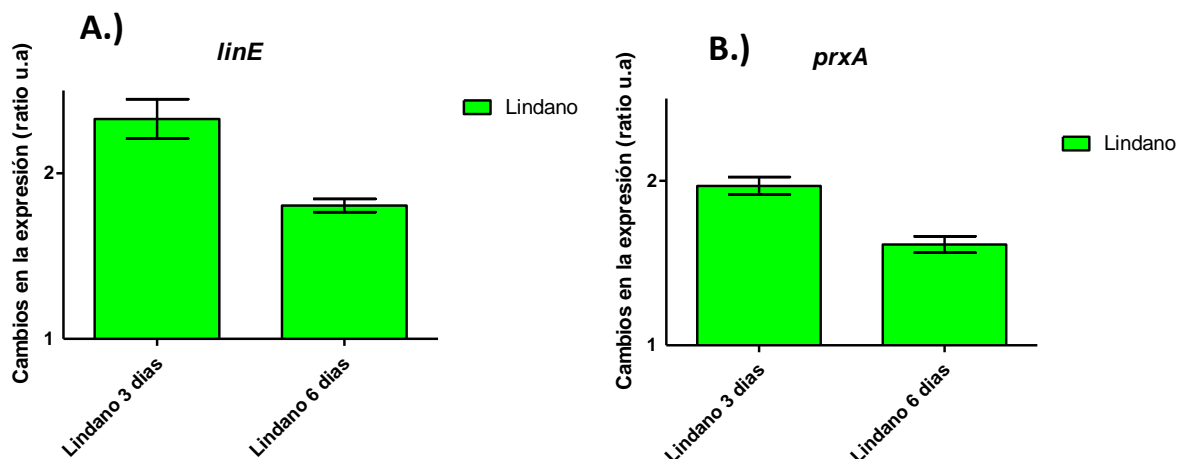 A.)
linE
Cambios en la expresión (ratio u.a)
2
1
Lindano 3 dias
Lindano 6 dias
Lindano
B.)
prxA
Cambios en la expresión (ratio u.a)
2
1
Lindano 3 dias
Lindano 6 dias
Lindano